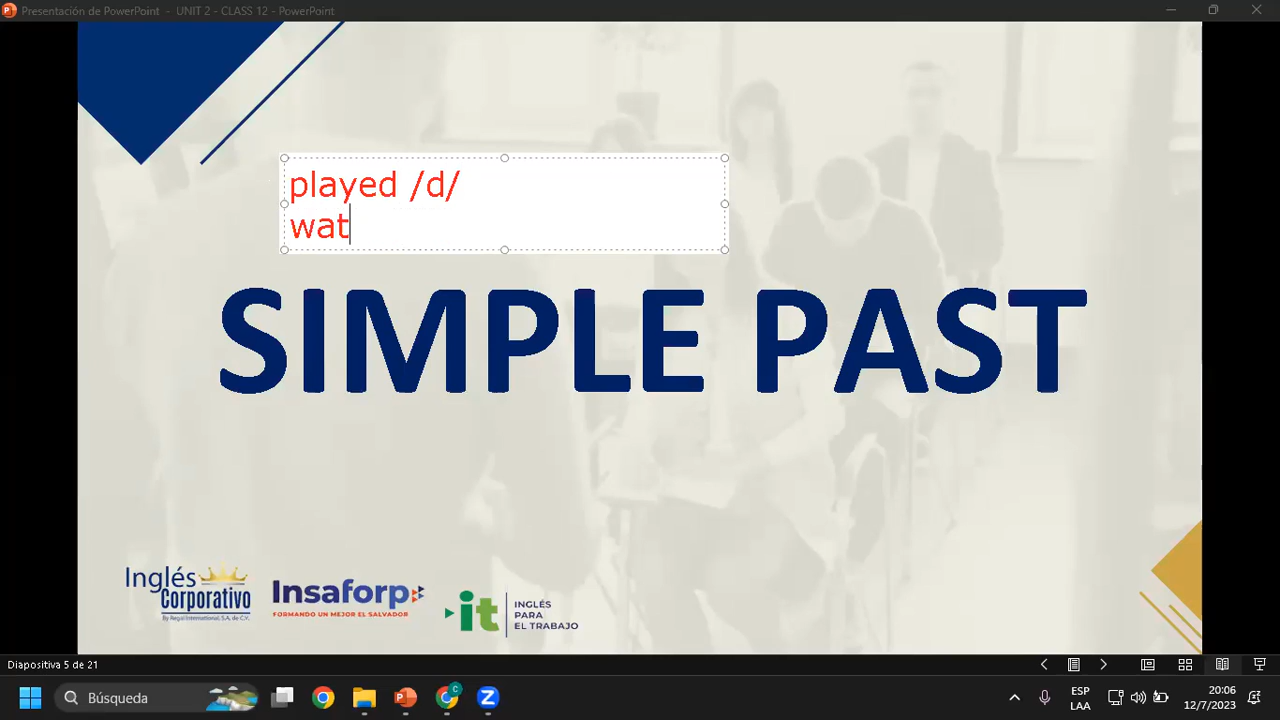 Presentación de PowerPoint - UNIT 2 - CLASS 12 - PowerPoint
played /d/
wat
SIMPLE PAST
Inglés
Corporativo
By Regal International, S.A. de C.V.
Insaforp
FORMANDO UN MEJOR EL SALVADOR
it
INGLÉS
PARA
EL TRABAJO
Diapositiva 5 de 21
Búsqueda
ESP
LAA
20:06
12/7/2023